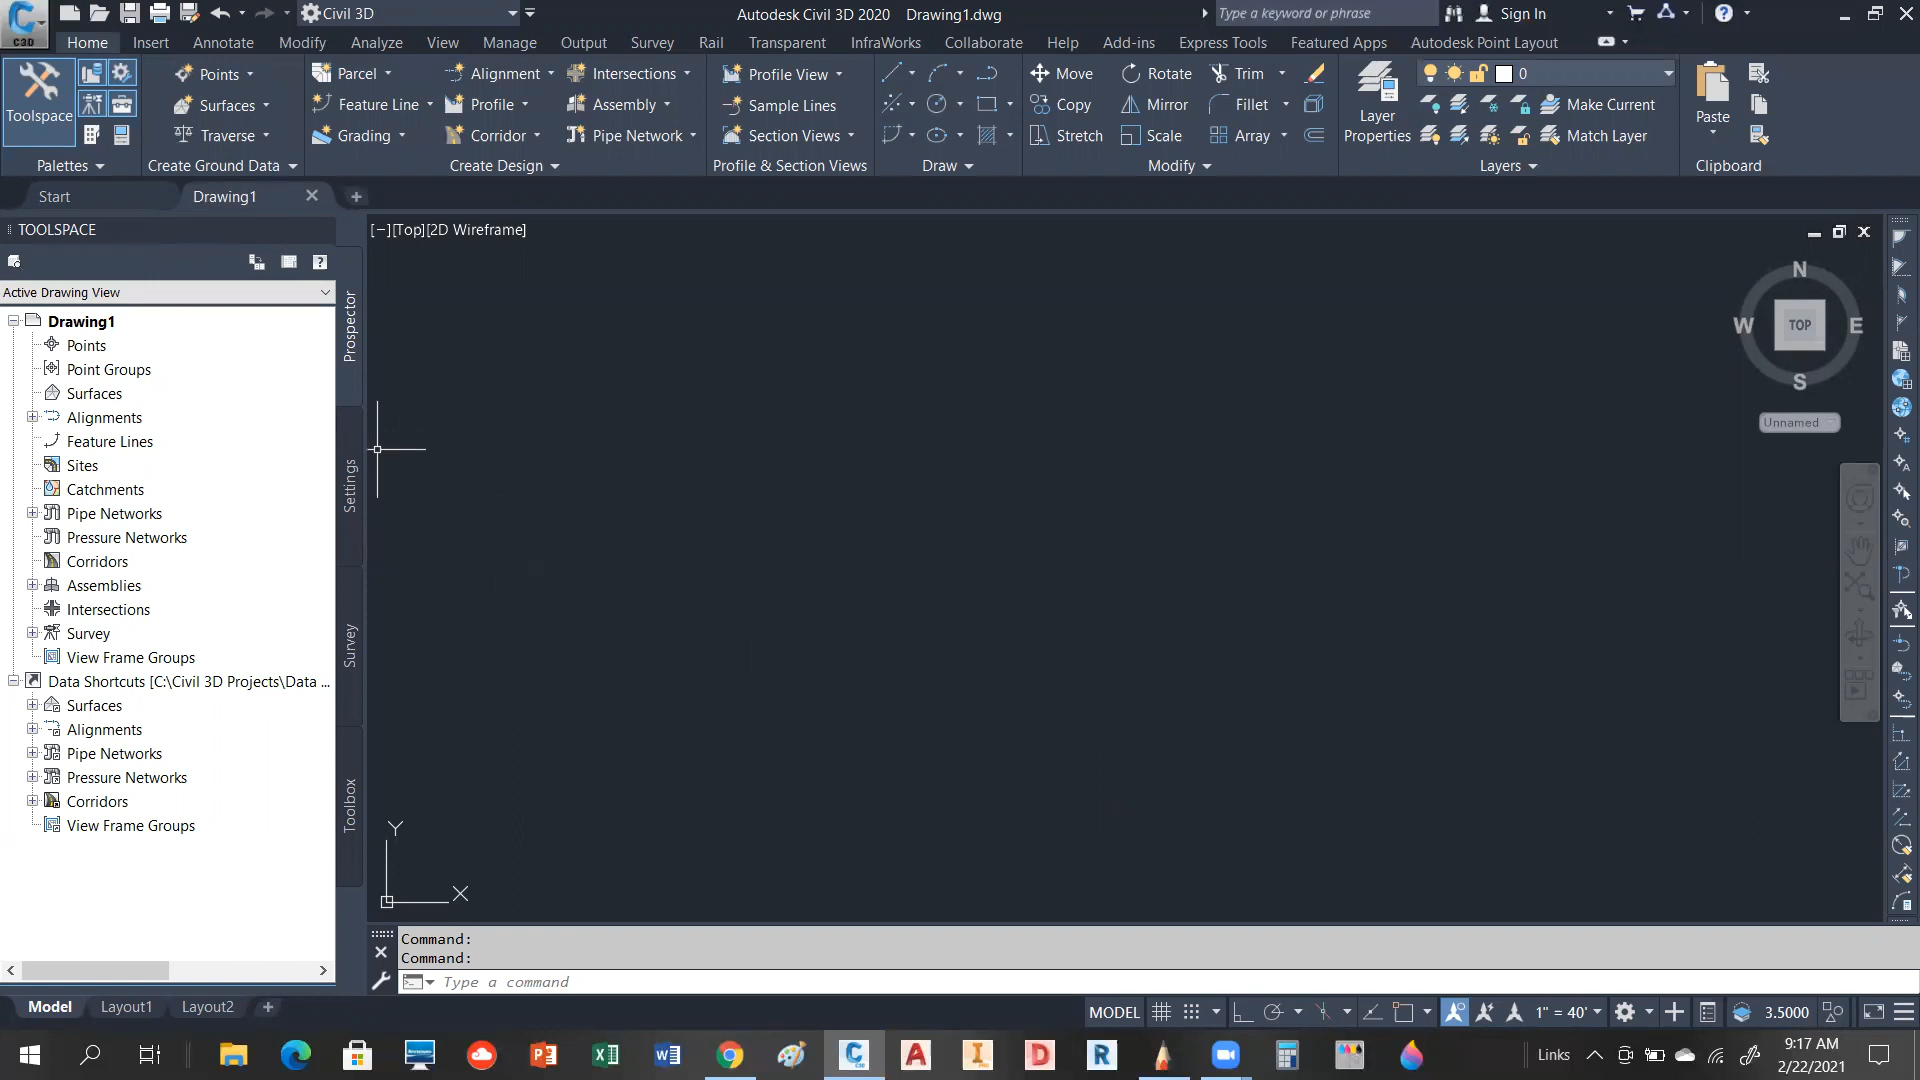 C3D
Civil 3D
Autodesk Civil 3D 2020 Drawing1.dwg
Type a keyword or phrase
Sign In
Home Insert Annotate Modify Analyze View Manage Output Survey Rail Transparent InfraWorks Collaborate Help Add-ins Express Tools Featured Apps Autodesk Point Layout
Points Parcel Alignment Intersections Profile View Move Rotate Trim 0
Toolspace Surfaces Feature Line Profile Assembly Sample Lines Copy Mirror Fillet Layer Properties Make Current Paste
Traverse Grading Corridor Pipe Network Section Views Stretch Scale Array Match Layer
Palettes Create Ground Data Create Design Profile & Section Views Draw Modify Layers Clipboard
Start Drawing1
TOOLSPACE
[−][Top][2D Wireframe]
Active Drawing View
Drawing1
Points
Point Groups
Surfaces
Alignments
Feature Lines
Sites
Catchments
Pipe Networks
Pressure Networks
Corridors
Assemblies
Intersections
Survey
View Frame Groups
Data Shortcuts [C:\Civil 3D Projects\Data ...
Surfaces
Alignments
Pipe Networks
Pressure Networks
Corridors
View Frame Groups
Prospector
Settings
Survey
Toolbox
N
W TOP E
S
Unnamed
Y
X
Command:
Command:
Type a command
Model Layout1 Layout2
MODEL 1" = 40' 3.5000
Links 9:17 AM
2/22/2021